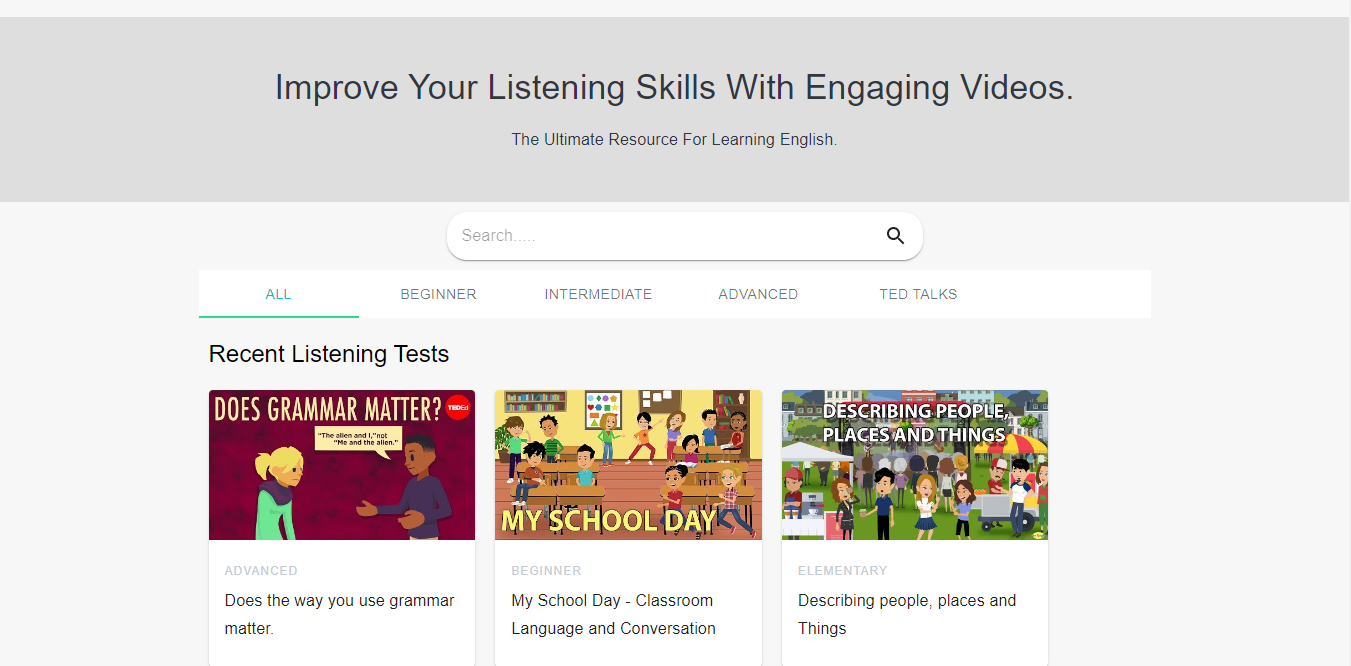 Improve Your Listening Skills With Engaging Videos.
The Ultimate Resource For Learning English.
Search.....
ALL BEGINNER INTERMEDIATE ADVANCED TED TALKS
Recent Listening Tests
DOES GRAMMAR MATTER?
TEDEd
"The alien and I,"not
"Me and the alien."
ADVANCED
Does the way you use grammar
matter.
MY SCHOOL DAY
BEGINNER
My School Day - Classroom
Language and Conversation
DESCRIBING PEOPLE,
PLACES AND THINGS
ELEMENTARY
Describing people, places and
Things